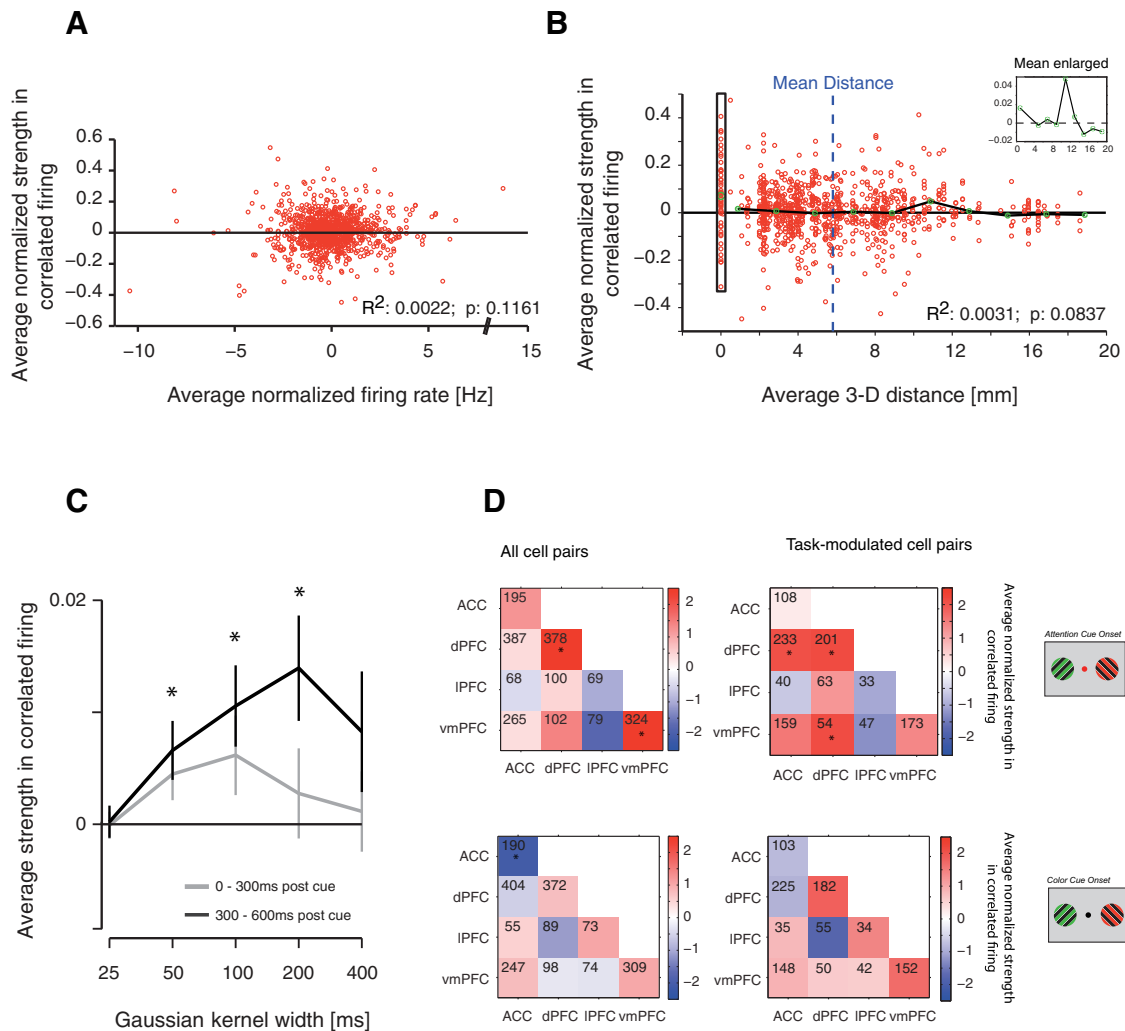 A
Average normalized strength in
correlated firing
0.6
0.4
0.2
0
−0.2
−0.4
−0.6
R2: 0.0022; p: 0.1161
−10
−5
0
5
15
Average normalized firing rate [Hz]
B
Mean enlarged
0.04
0.02
0
−0.02
0
4
8
12
16
20
Mean Distance
Average normalized strength in
correlated firing
0.4
0.2
0
−0.2
−0.4
R2: 0.0031; p: 0.0837
0
4
8
12
16
20
Average 3-D distance [mm]
C
Average strength in correlated firing
0.02
0
*
*
*
0 - 300ms post cue
300 - 600ms post cue
25
50
100
200
400
Gaussian kernel width [ms]
D
All cell pairs
ACC
195
dPFC
387
378
*
lPFC
68
100
69
vmPFC
265
102
79
324
*
ACC
dPFC
lPFC
vmPFC
2
1
0
−1
−2
Task-modulated cell pairs
ACC
108
dPFC
233
*
201
*
lPFC
40
63
33
vmPFC
159
54
*
47
173
ACC
dPFC
lPFC
vmPFC
2
1
0
−1
−2
Average normalized strength in
correlated firing
Attention Cue Onset
ACC
190
*
dPFC
404
372
lPFC
55
89
73
vmPFC
247
98
74
309
ACC
dPFC
lPFC
vmPFC
2
1
0
−1
−2
ACC
103
dPFC
225
182
lPFC
35
55
34
vmPFC
148
50
42
152
ACC
dPFC
lPFC
vmPFC
2
1
0
−1
−2
Average normalized strength
in correlated firing
Color Cue Onset